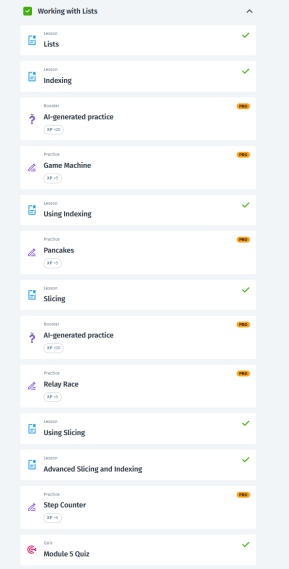 Working with Lists
Lesson
Lists
Lesson
Indexing
Booster
PRO
AI-generated practice
XP +20
Practice
PRO
Game Machine
XP +5
Lesson
Using Indexing
Practice
PRO
Pancakes
XP +5
Lesson
Slicing
Booster
PRO
AI-generated practice
XP +20
Practice
PRO
Relay Race
XP +5
Lesson
Using Slicing
Lesson
Advanced Slicing and Indexing
Practice
PRO
Step Counter
XP +5
Quiz
Module 5 Quiz